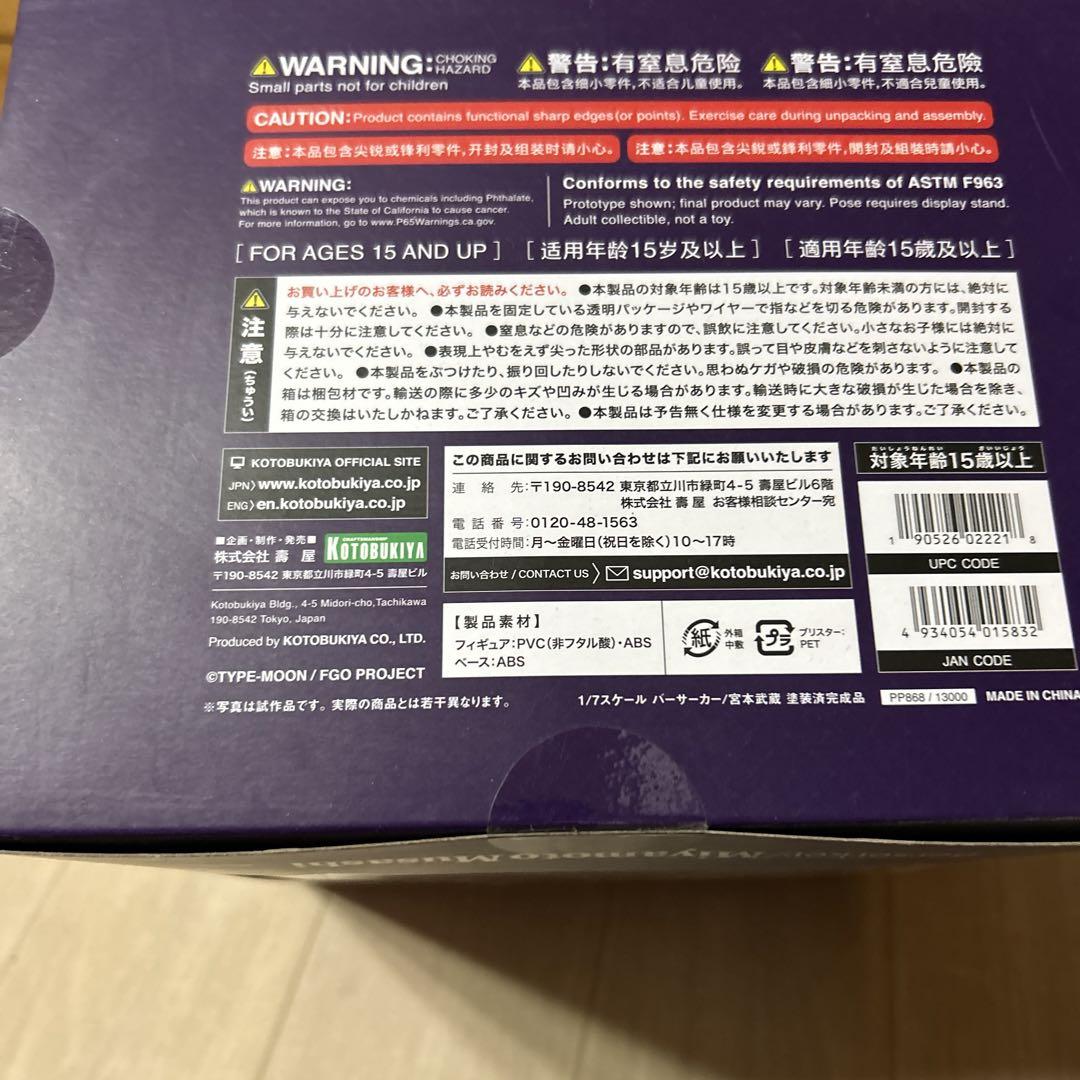 ⚠WARNING: CHOKING HAZARD
Small parts not for children
⚠警告:有窒息危险
本品包含细小零件,不适合儿童使用。
⚠警告:有窒息危險
本品包含細小零件,不適合兒童使用。
CAUTION: Product contains functional sharp edges(or points). Exercise care during unpacking and assembly.
注意:本品包含尖锐或锋利零件,开封及组装时请小心。
注意:本品包含尖銳或鋒利零件,開封及組裝時請小心。
⚠WARNING:
This product can expose you to chemicals including Phthalate,
which is known to the State of California to cause cancer.
For more information, go to www.P65Warnings.ca.gov.
Conforms to the safety requirements of ASTM F963
Prototype shown; final product may vary. Pose requires display stand.
Adult collectible, not a toy.
[ FOR AGES 15 AND UP ] [ 适用年龄15岁及以上 ] [ 適用年齡15歲及以上 ]
⚠注意(ちゅうい)
お買い上げのお客様へ、必ずお読みください。 ●本製品の対象年齢は15歳以上です。対象年齢未満の方には、絶対に
与えないでください。 ●本製品を固定している透明パッケージやワイヤーで指などを切る危険があります。開封する
際は十分に注意してください。 ●窒息などの危険がありますので、誤飲に注意してください。小さなお子様には絶対に
与えないでください。 ●表現上やむをえず尖った形状の部品があります。誤って目や皮膚などを刺さないように注意して
ください。 ●本製品をぶつけたり、振り回したりしないでください。思わぬケガや破損の危険があります。 ●本製品の
箱は梱包材です。輸送の際に多少のキズや凹みが生じる場合があります。輸送時に大きな破損が生じた場合を除き、
箱の交換はいたしかねます。ご了承ください。 ●本製品は予告無く仕様を変更する場合があります。ご了承ください。
KOTOBUKIYA OFFICIAL SITE
JPN〉www.kotobukiya.co.jp
ENG〉en.kotobukiya.co.jp
■企画・制作・発売■
株式会社 壽 屋
CRAFTSMANSHIP
KOTOBUKIYA
〒190-8542 東京都立川市緑町4-5 壽屋ビル
Kotobukiya Bldg., 4-5 Midori-cho,Tachikawa
190-8542 Tokyo, Japan
Produced by KOTOBUKIYA CO., LTD.
©TYPE-MOON / FGO PROJECT
※写真は試作品です。実際の商品とは若干異なります。
この商品に関するお問い合わせは下記にお願いいたします
連 絡 先:〒190-8542 東京都立川市緑町4-5 壽屋ビル6階
株式会社 壽 屋 お客様相談センター宛
電 話 番 号:0120-48-1563
電話受付時間:月〜金曜日(祝日を除く)10〜17時
お問い合わせ / CONTACT US 〉 support@kotobukiya.co.jp
【製品素材】
フィギュア:PVC(非フタル酸)・ABS
ベース:ABS
紙 外箱 中敷
プラ ブリスター: PET
たいしょうねんれい さいいじょう
対象年齢15歳以上
1 90526 02221 8
UPC CODE
4 934054 015832
JAN CODE
1/7スケール バーサーカー/宮本武蔵 塗装済完成品
PP868 / 13000
MADE IN CHINA
Miyamoto Musashi